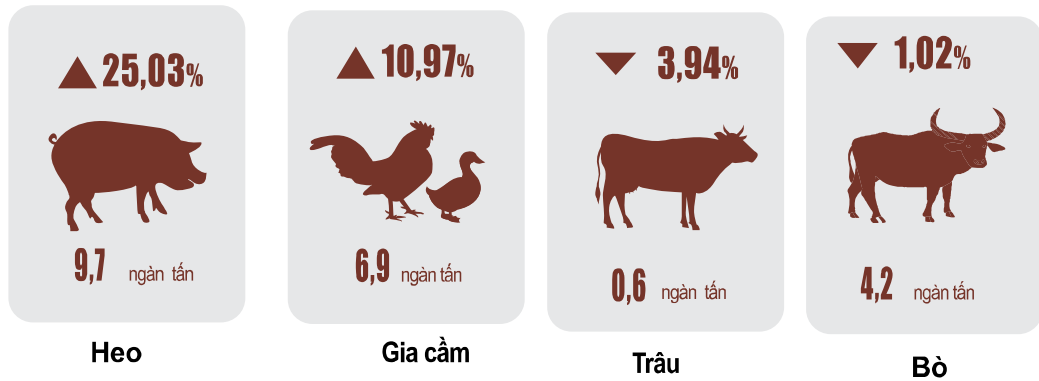 25,03%
9,7 ngàn tấn
Heo
10,97%
6,9 ngàn tấn
Gia cầm
3,94%
0,6 ngàn tấn
Trâu
1,02%
4,2 ngàn tấn
Bò